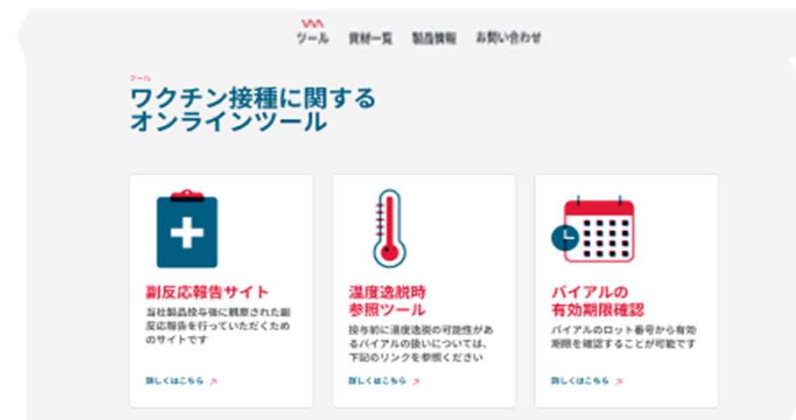 ツール 資材一覧 製品情報 お問い合わせ
ツール
ワクチン接種に関する
オンラインツール
副反応報告サイト
当社製品投与後に観察された副
反応報告を行っていただくため
のサイトです
詳しくはこちら
温度逸脱時
参照ツール
投与前に温度逸脱の可能性があ
るバイアルの扱いについては、
下記のリンクを参照ください
詳しくはこちら
バイアルの
有効期限確認
バイアルのロット番号から有効
期限を確認することが可能です
詳しくはこちら